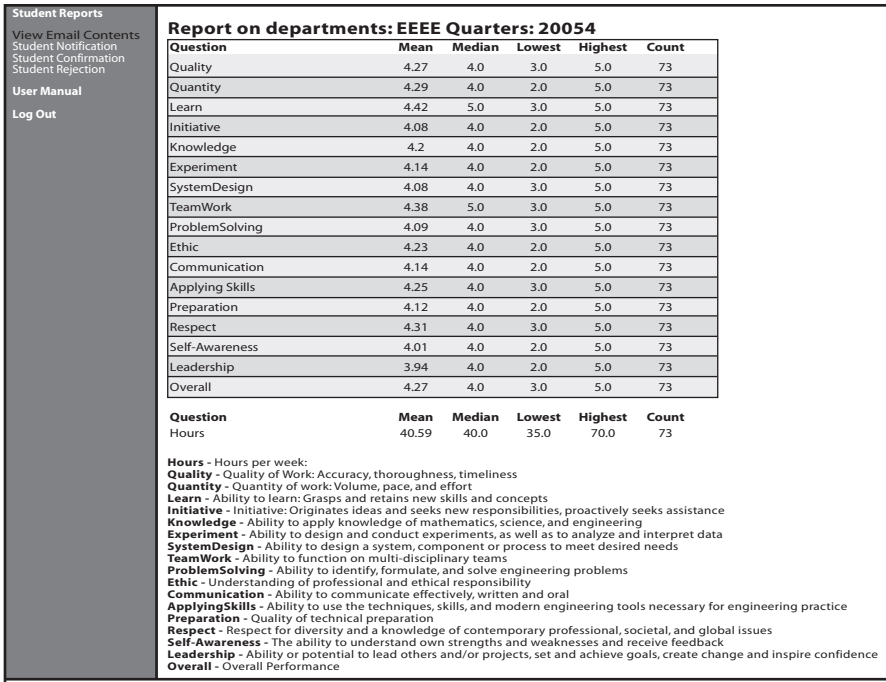 Student Reports
View Email Contents
Student Notification
Student Confirmation
Student Rejection
User Manual
Log Out
Report on departments: EEEE Quarters: 20054
Question Mean Median Lowest Highest Count
Quality 4.27 4.0 3.0 5.0 73
Quantity 4.29 4.0 2.0 5.0 73
Learn 4.42 5.0 3.0 5.0 73
Initiative 4.08 4.0 2.0 5.0 73
Knowledge 4.2 4.0 2.0 5.0 73
Experiment 4.14 4.0 2.0 5.0 73
SystemDesign 4.08 4.0 3.0 5.0 73
TeamWork 4.38 5.0 3.0 5.0 73
ProblemSolving 4.09 4.0 3.0 5.0 73
Ethic 4.23 4.0 2.0 5.0 73
Communication 4.14 4.0 2.0 5.0 73
Applying Skills 4.25 4.0 3.0 5.0 73
Preparation 4.12 4.0 2.0 5.0 73
Respect 4.31 4.0 3.0 5.0 73
Self-Awareness 4.01 4.0 2.0 5.0 73
Leadership 3.94 4.0 2.0 5.0 73
Overall 4.27 4.0 3.0 5.0 73
Question Mean Median Lowest Highest Count
Hours 40.59 40.0 35.0 70.0 73
Hours - Hours per week:
Quality - Quality of Work: Accuracy, thoroughness, timeliness
Quantity - Quantity of work: Volume, pace, and effort
Learn - Ability to learn: Grasps and retains new skills and concepts
Initiative - Initiative: Originates ideas and seeks new responsibilities, proactively seeks assistance
Knowledge - Ability to apply knowledge of mathematics, science, and engineering
Experiment - Ability to design and conduct experiments, as well as to analyze and interpret data
SystemDesign - Ability to design a system, component or process to meet desired needs
TeamWork - Ability to function on multi-disciplinary teams
ProblemSolving - Ability to identify, formulate, and solve engineering problems
Ethic - Understanding of professional and ethical responsibility
Communication - Ability to communicate effectively, written and oral
ApplyingSkills - Ability to use the techniques, skills, and modern engineering tools necessary for engineering practice
Preparation - Quality of technical preparation
Respect - Respect for diversity and a knowledge of contemporary professional, societal, and global issues
Self-Awareness - The ability to understand own strengths and weaknesses and receive feedback
Leadership - Ability or potential to lead others and/or projects, set and achieve goals, create change and inspire confidence
Overall - Overall Performance